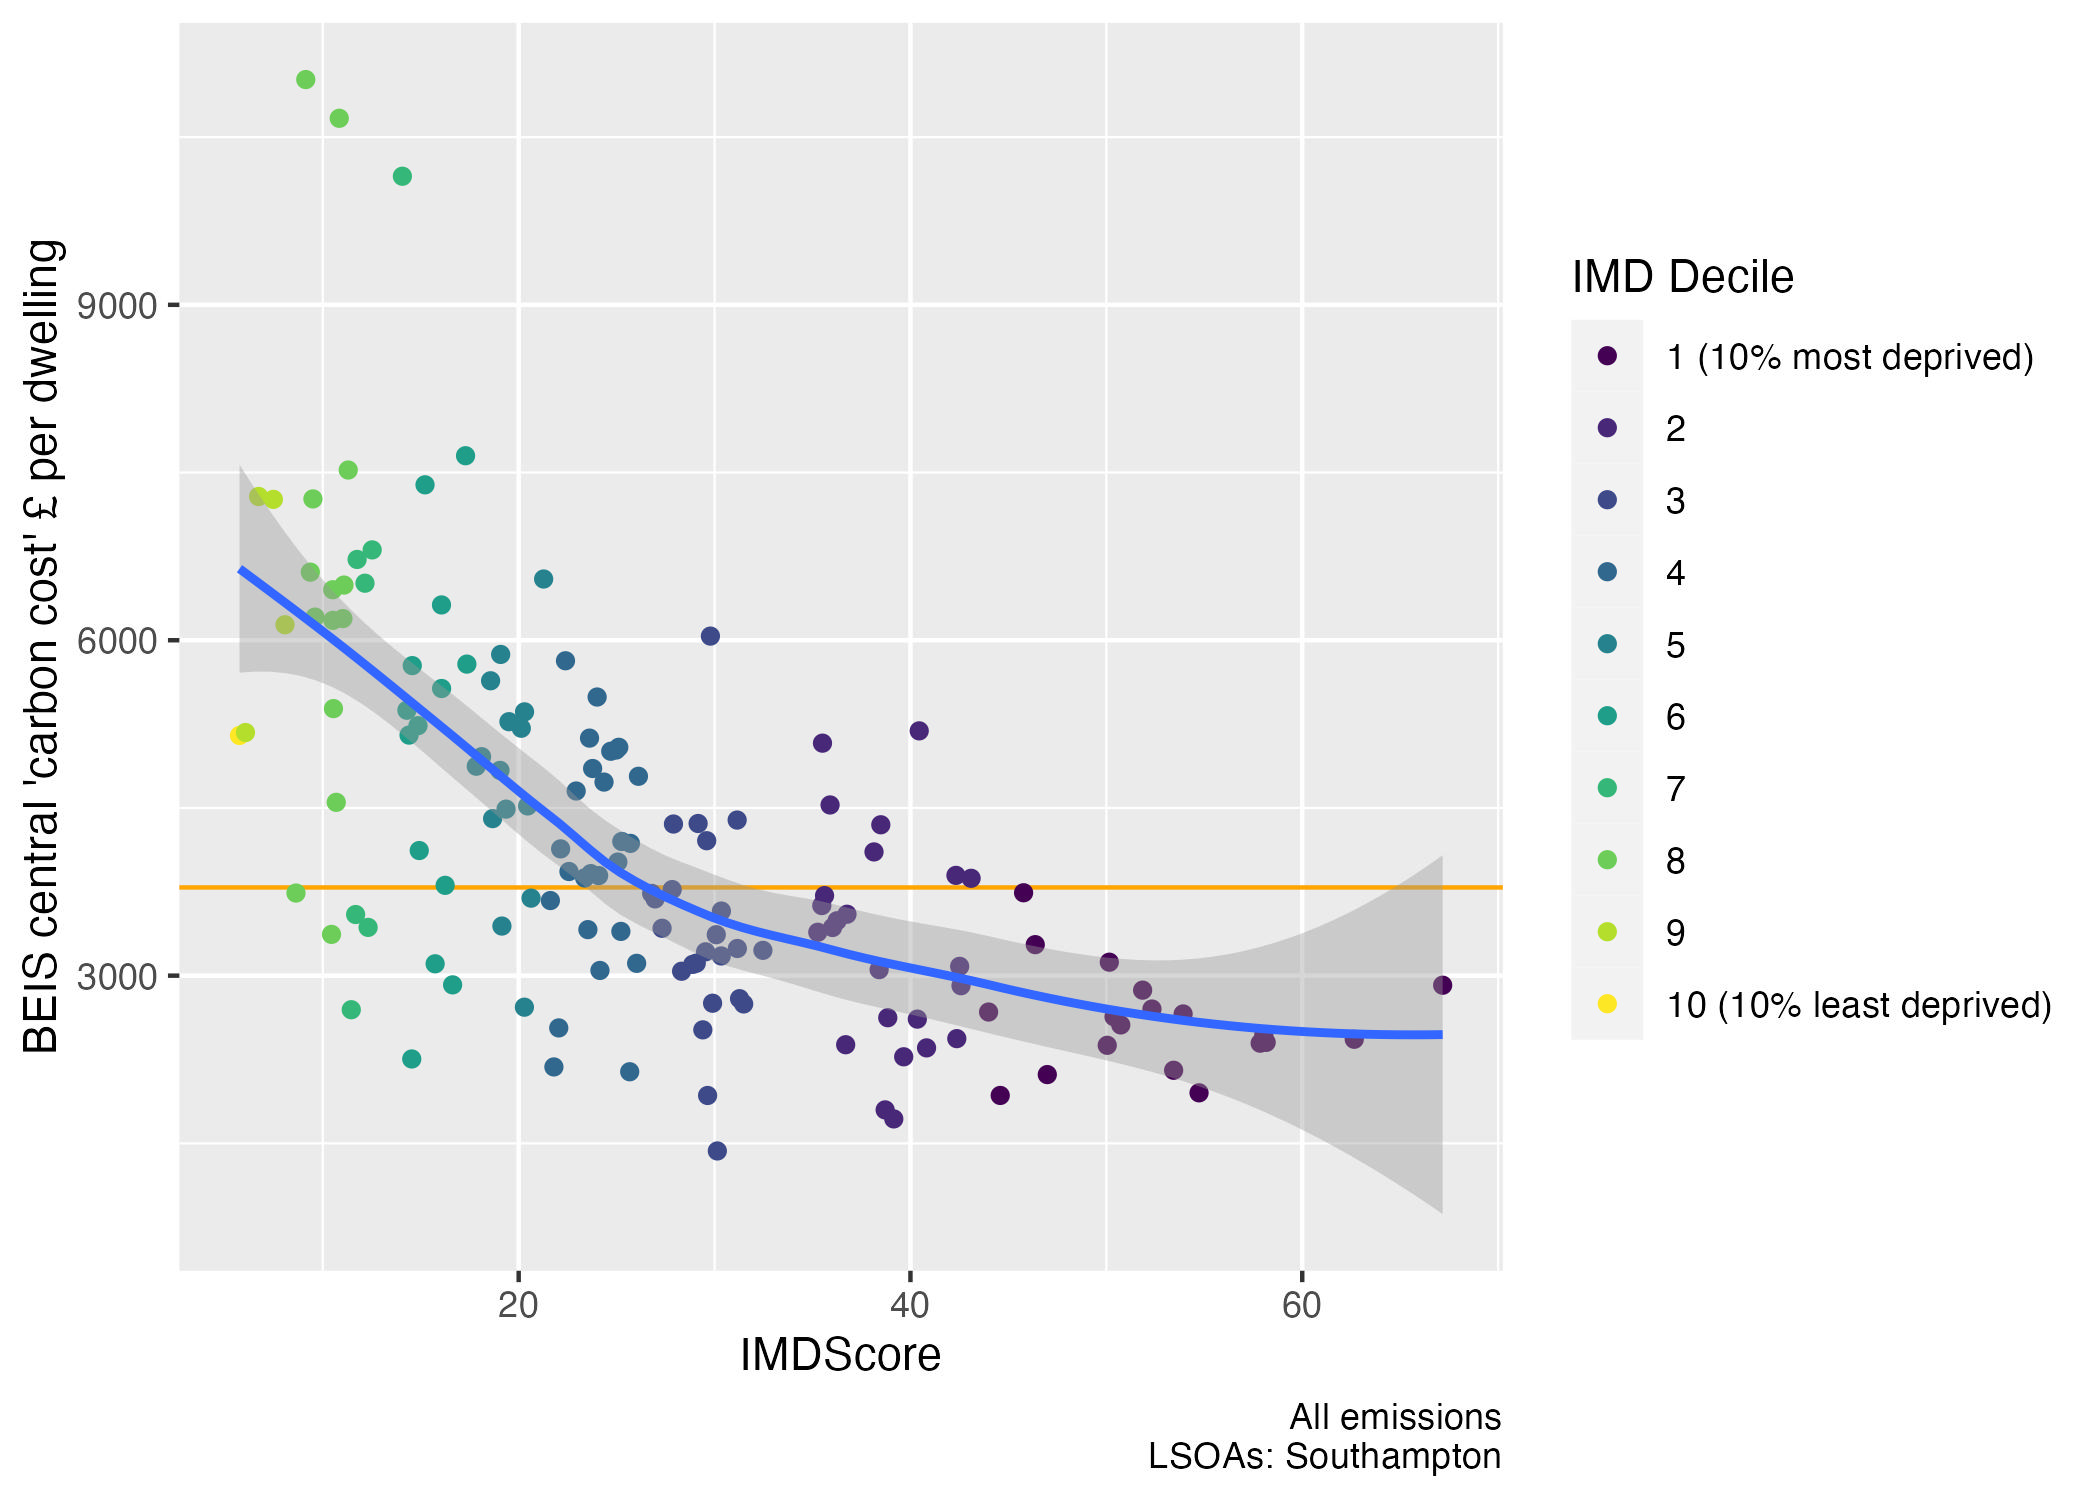 BEIS central 'carbon cost' £ per dwelling
9000
6000
3000
20
40
60
IMDScore
IMD Decile
1 (10% most deprived)
2
3
4
5
6
7
8
9
10 (10% least deprived)
All emissions
LSOAs: Southampton